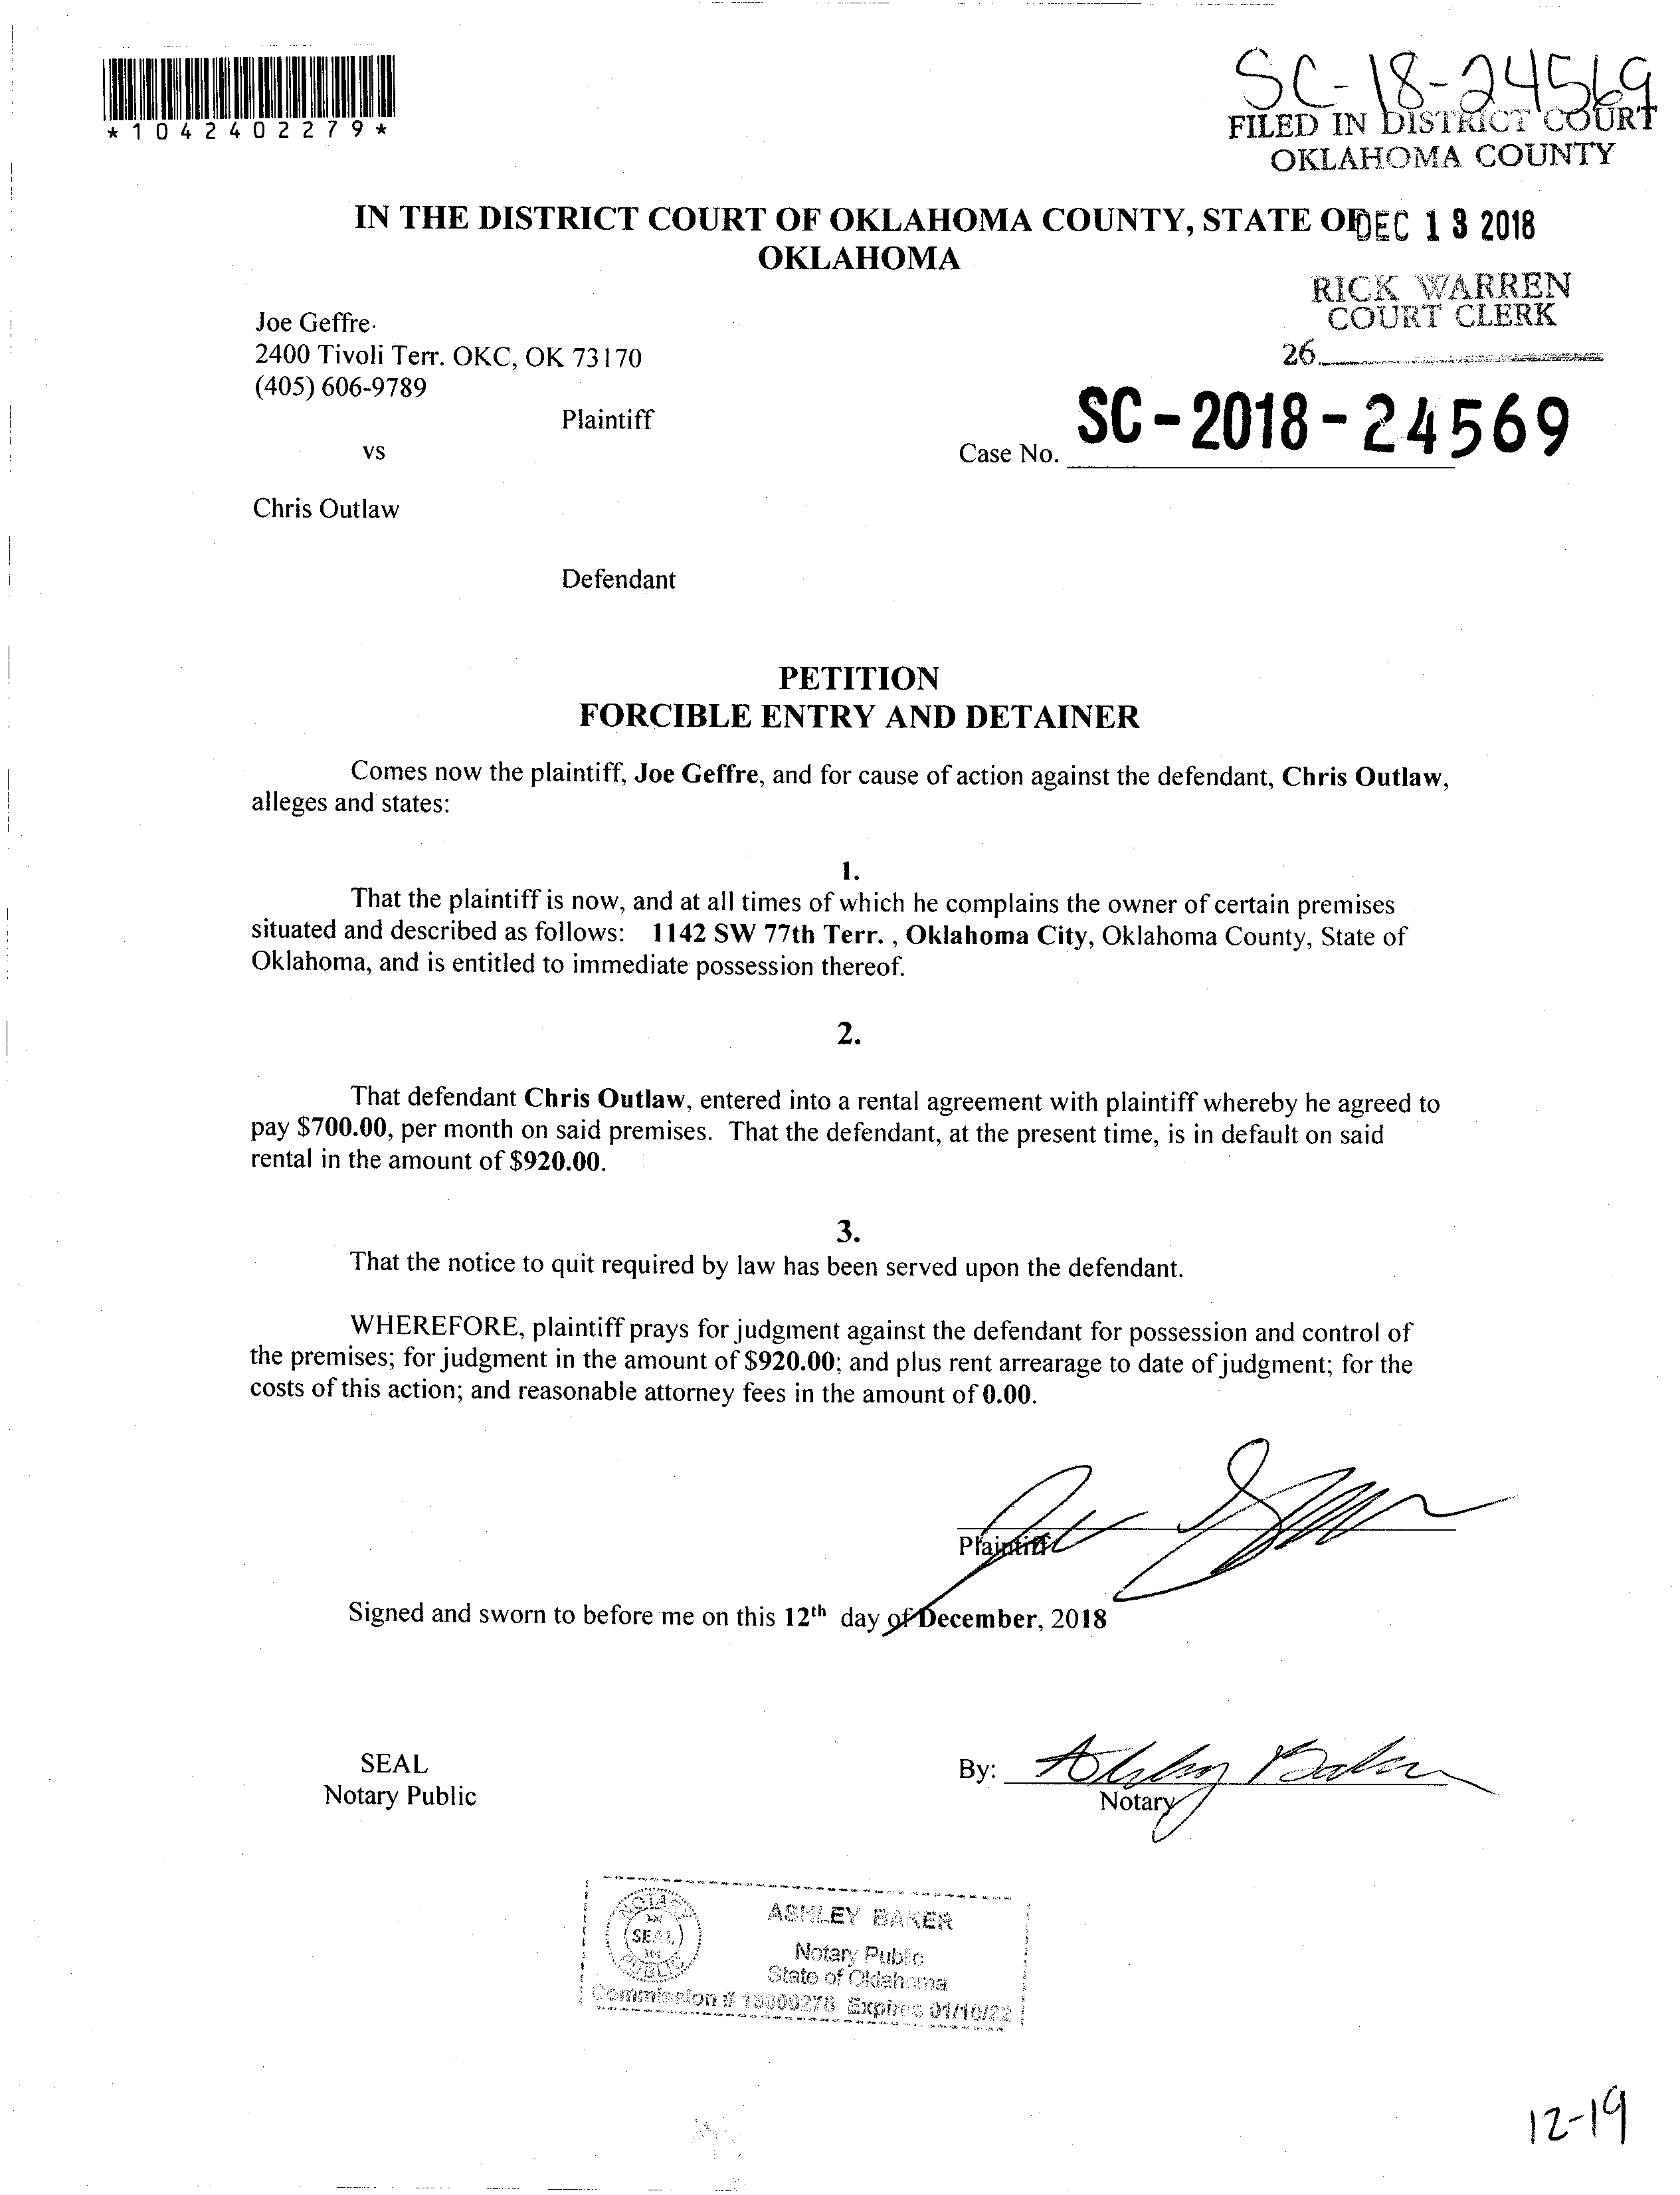 *1042402279*
SC-18-24569
FILED IN DISTRICT COURT
OKLAHOMA COUNTY
IN THE DISTRICT COURT OF OKLAHOMA COUNTY, STATE OF
DEC 13 2018
OKLAHOMA
RICK WARREN
COURT CLERK
26
Joe Geffre
2400 Tivoli Terr. OKC, OK 73170
(405) 606-9789
Plaintiff
vs
Case No. SC-2018-24569
Chris Outlaw
Defendant
PETITION
FORCIBLE ENTRY AND DETAINER
Comes now the plaintiff, Joe Geffre, and for cause of action against the defendant, Chris Outlaw,
alleges and states:
1.
That the plaintiff is now, and at all times of which he complains the owner of certain premises
situated and described as follows: 1142 SW 77th Terr. , Oklahoma City, Oklahoma County, State of
Oklahoma, and is entitled to immediate possession thereof.
2.
That defendant Chris Outlaw, entered into a rental agreement with plaintiff whereby he agreed to
pay $700.00, per month on said premises. That the defendant, at the present time, is in default on said
rental in the amount of $920.00.
3.
That the notice to quit required by law has been served upon the defendant.
WHEREFORE, plaintiff prays for judgment against the defendant for possession and control of
the premises; for judgment in the amount of $920.00; and plus rent arrearage to date of judgment; for the
costs of this action; and reasonable attorney fees in the amount of 0.00.
Plaintiff
Signed and sworn to before me on this 12th day of December, 2018
SEAL
Notary Public
By: Ashley Baker
Notary
NOTARY
SEAL
PUBLIC
ASHLEY BAKER
Notary Public
State of Oklahoma
Commission # Expires 01/10/22
12-19